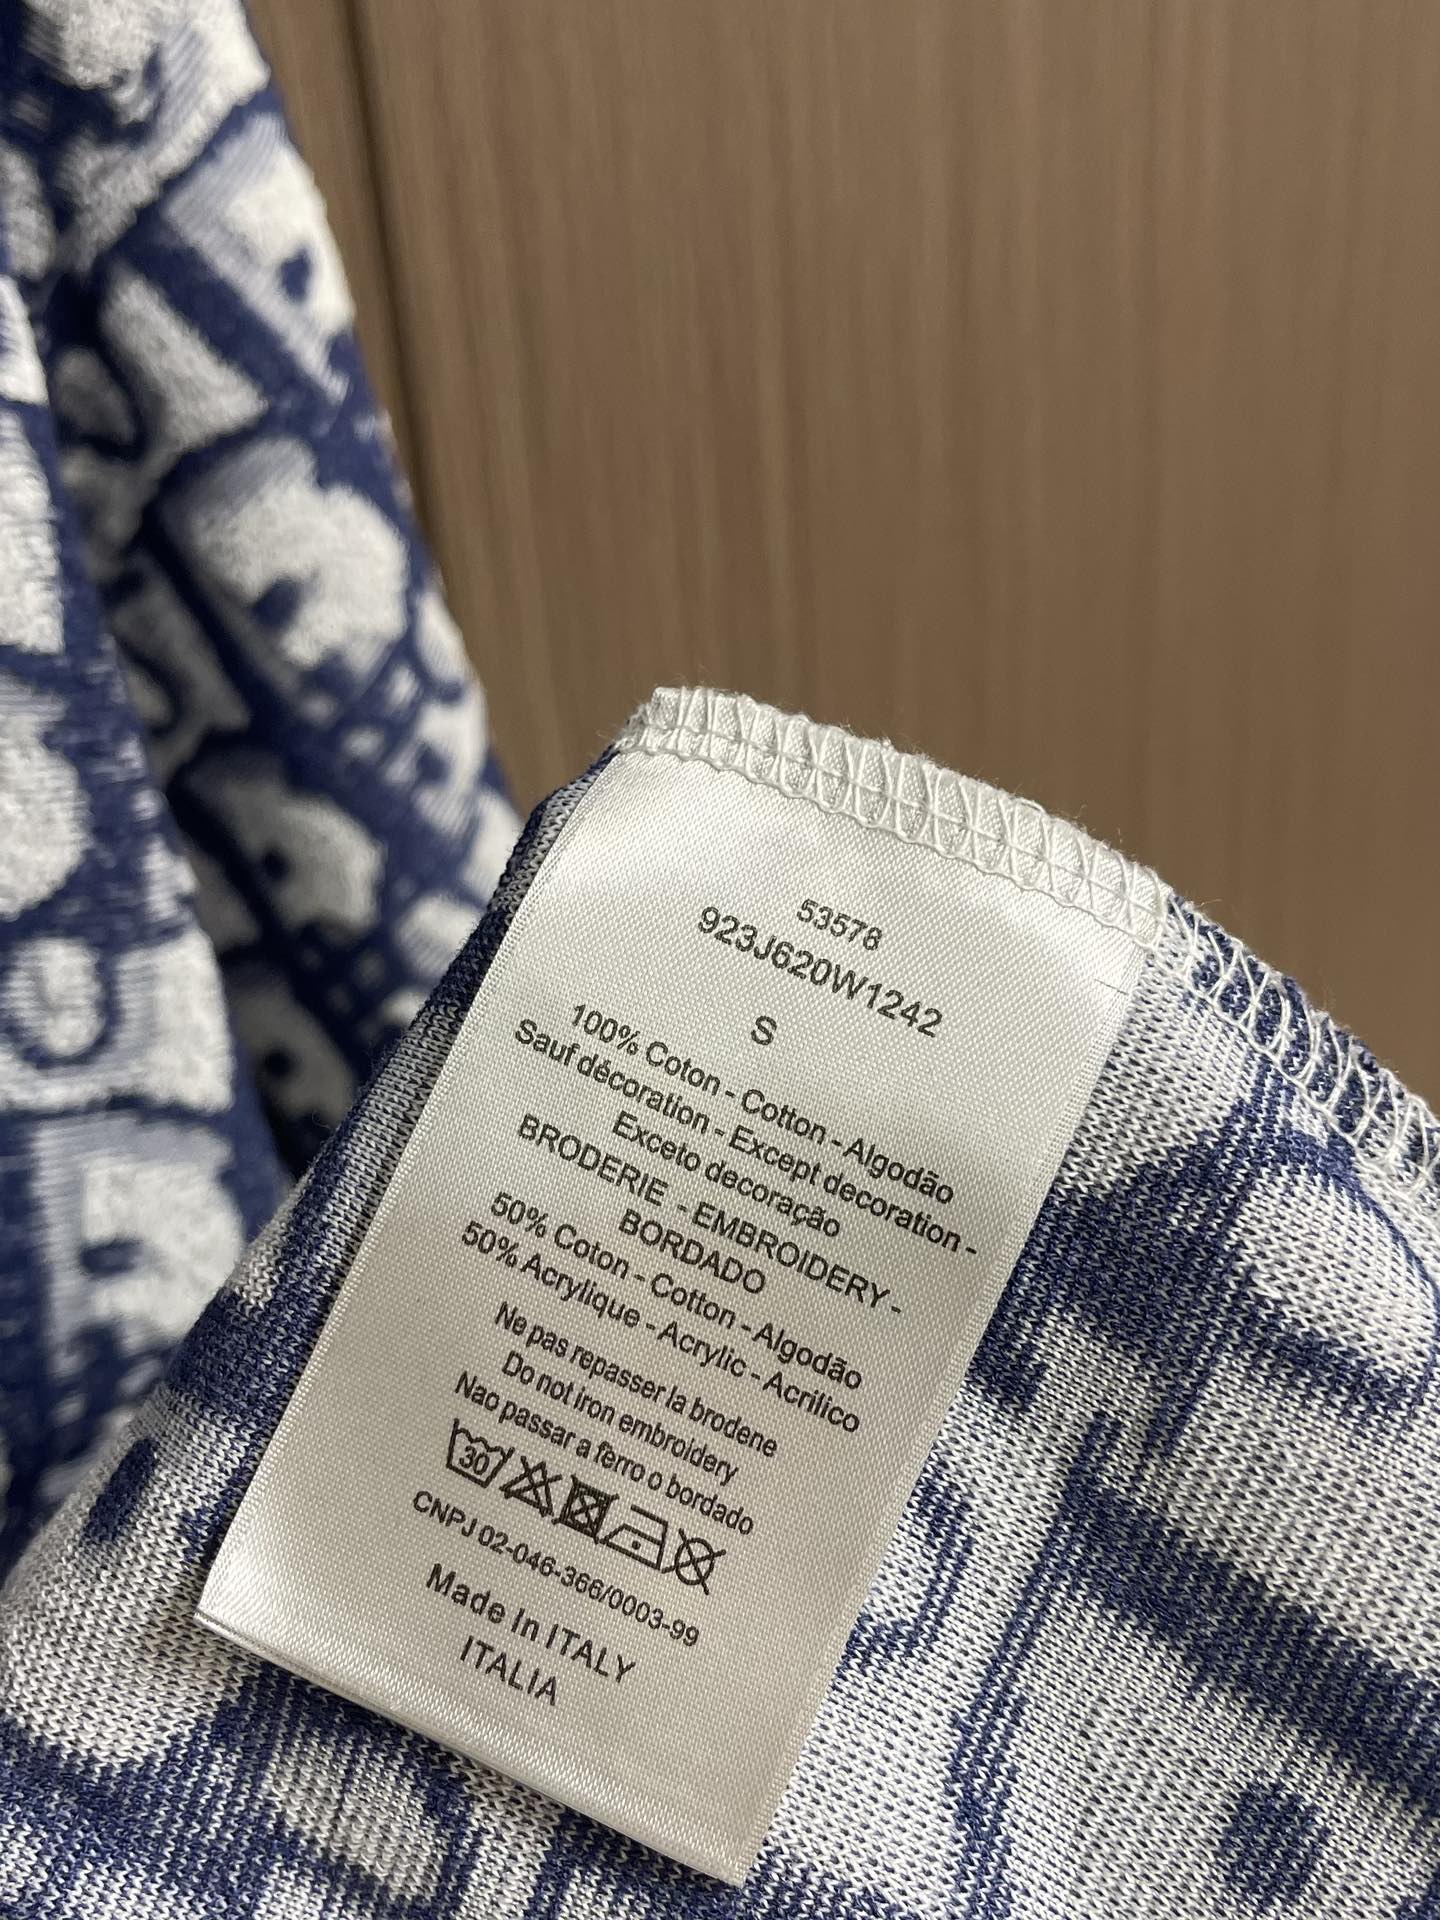 53578
923J620W1242
S
100% Coton - Cotton - Algodão
Sauf décoration - Except decoration -
Exceto decoração
BRODERIE - EMBROIDERY -
BORDADO
50% Coton - Cotton - Algodão
50% Acrylique - Acrylic - Acrilico
Ne pas repasser la brodene
Do not iron embroidery
Nao passar a fèrro o bordado
30
CNPJ 02-046-366/0003-99
Made In ITALY
ITALIA